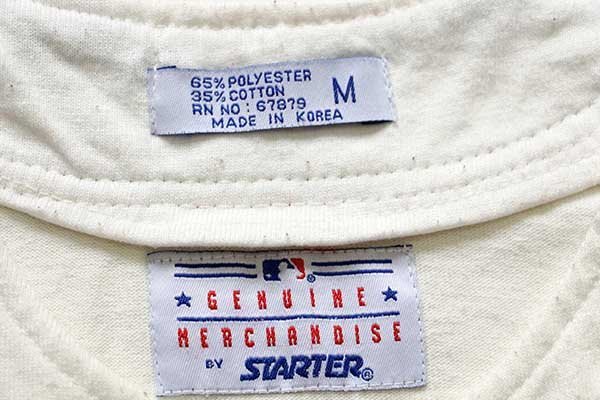 65% POLYESTER
35% COTTON
RN NO: 67879
MADE IN KOREA
M
®
GENUINE
MERCHANDISE
BY STARTER®